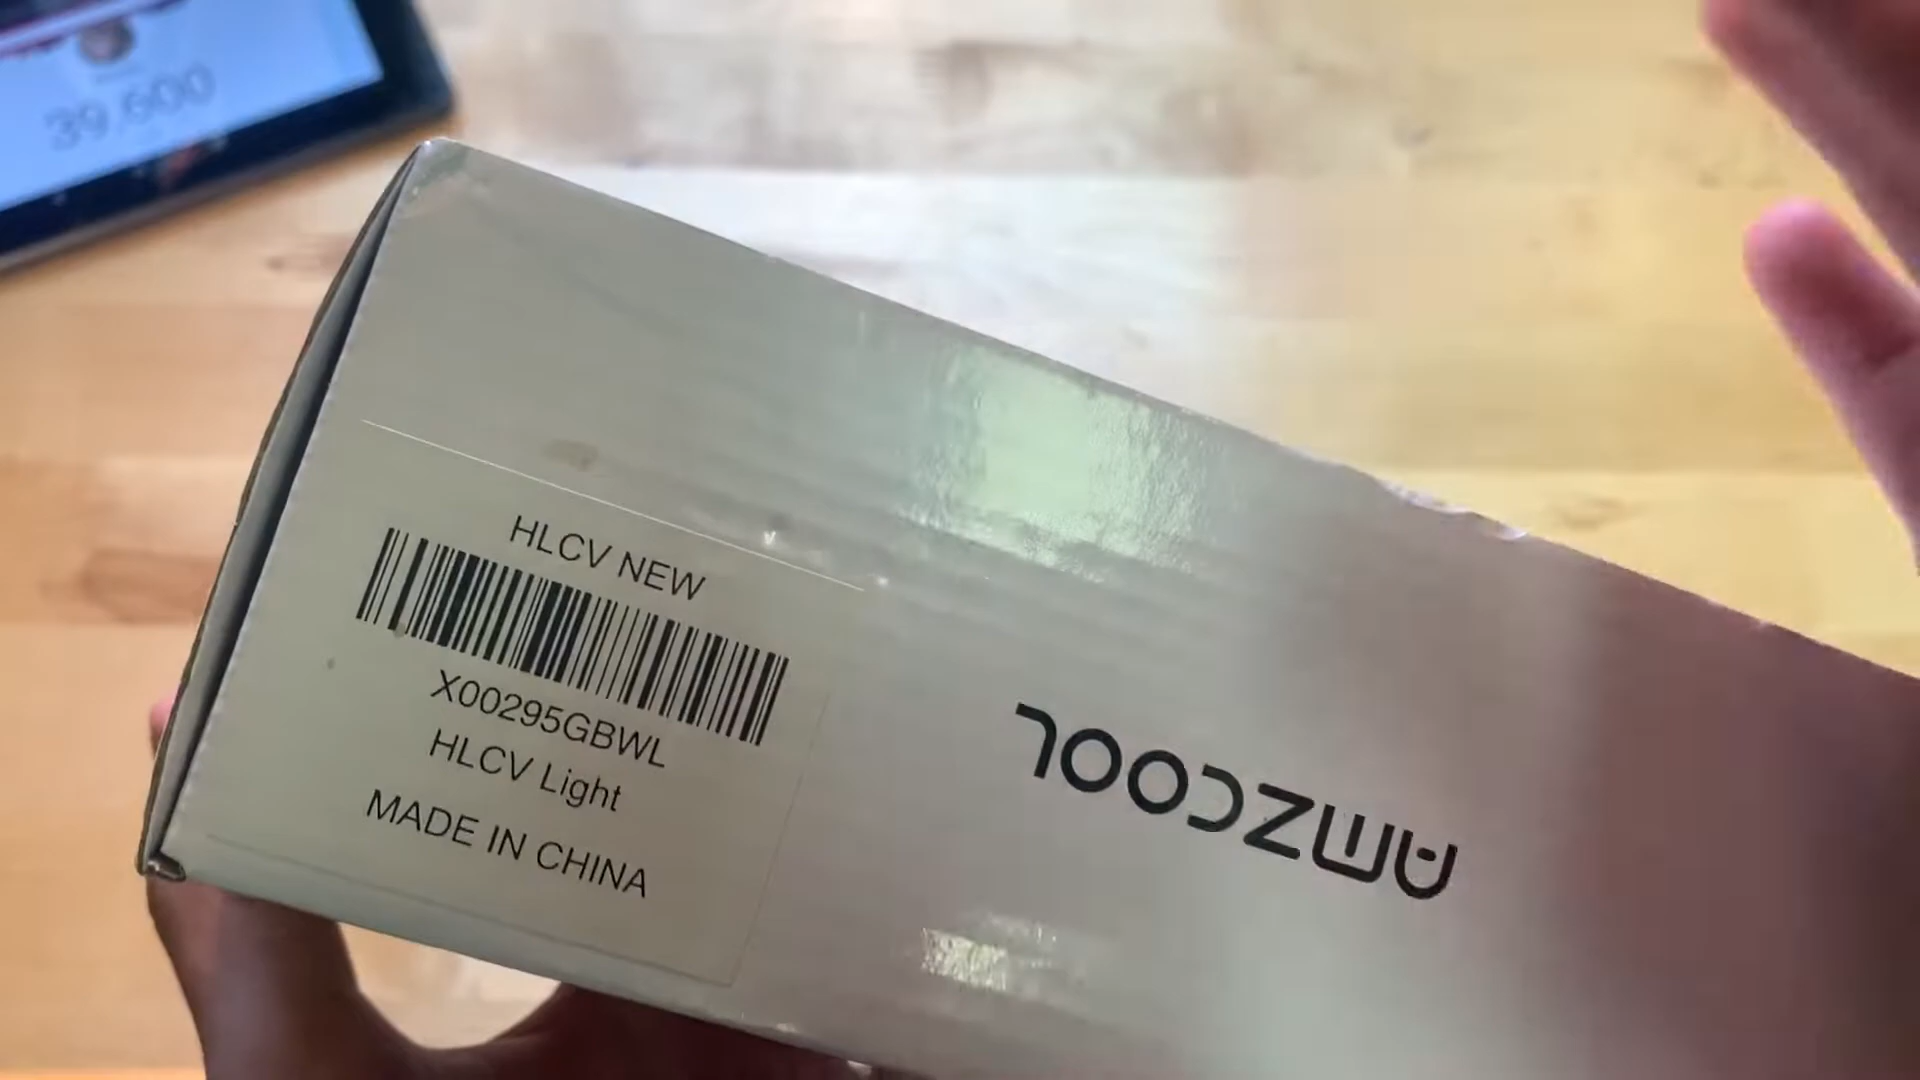 39,600
HLCV NEW
X00295GBWL
HLCV Light
MADE IN CHINA
AMZCOOL